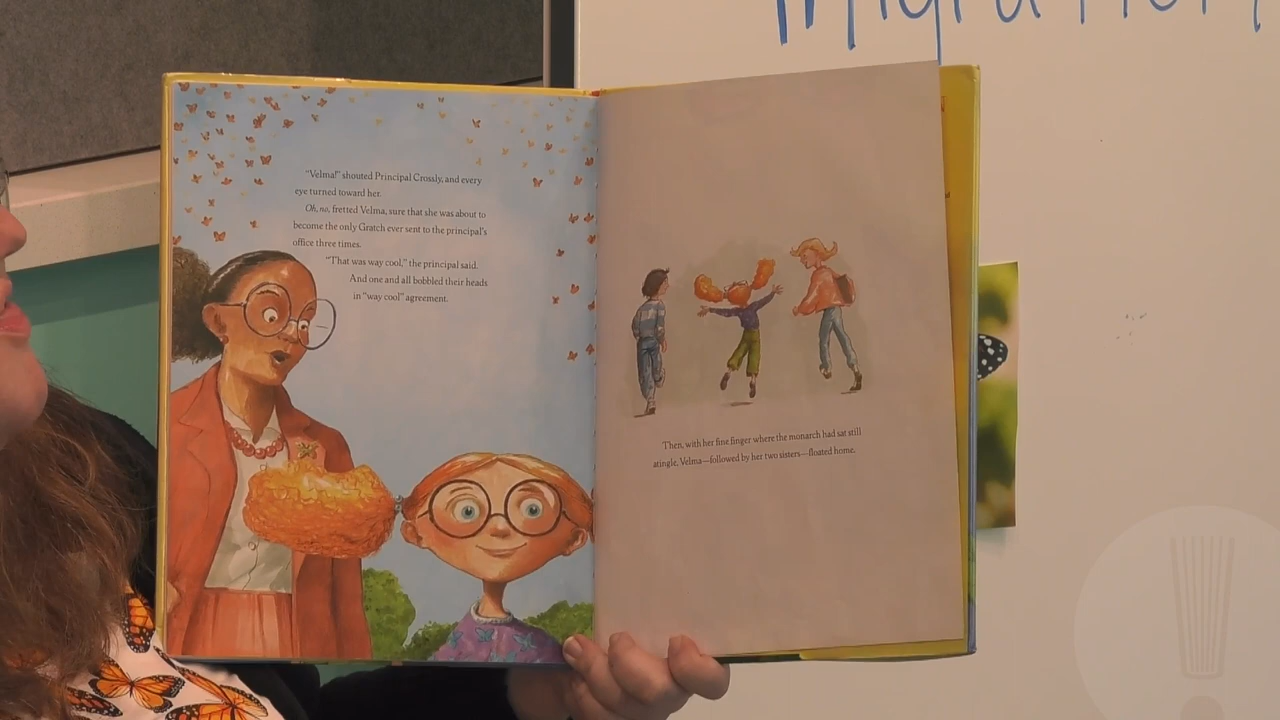 migration
"Velma!" shouted Principal Crossly, and every
eye turned toward her.
Oh, no, fretted Velma, sure that she was about to
become the only Gratch ever sent to the principal's
office three times.
"That was way cool," the principal said.
And one and all bobbled their heads
in "way cool" agreement.
Then, with her fine finger where the monarch had sat still
atingle, Velma—followed by her two sisters—floated home.